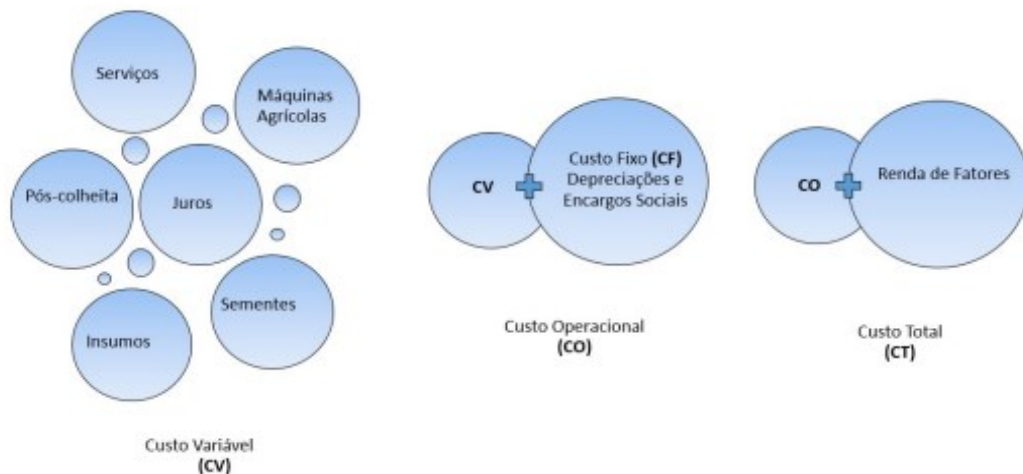 Serviços
Máquinas
Agrícolas
Pós-colheita
Juros
Insumos
Sementes
Custo Variável
(CV)
CV
Custo Fixo (CF)
Depreciações e
Encargos Sociais
Custo Operacional
(CO)
CO
Renda de Fatores
Custo Total
(CT)